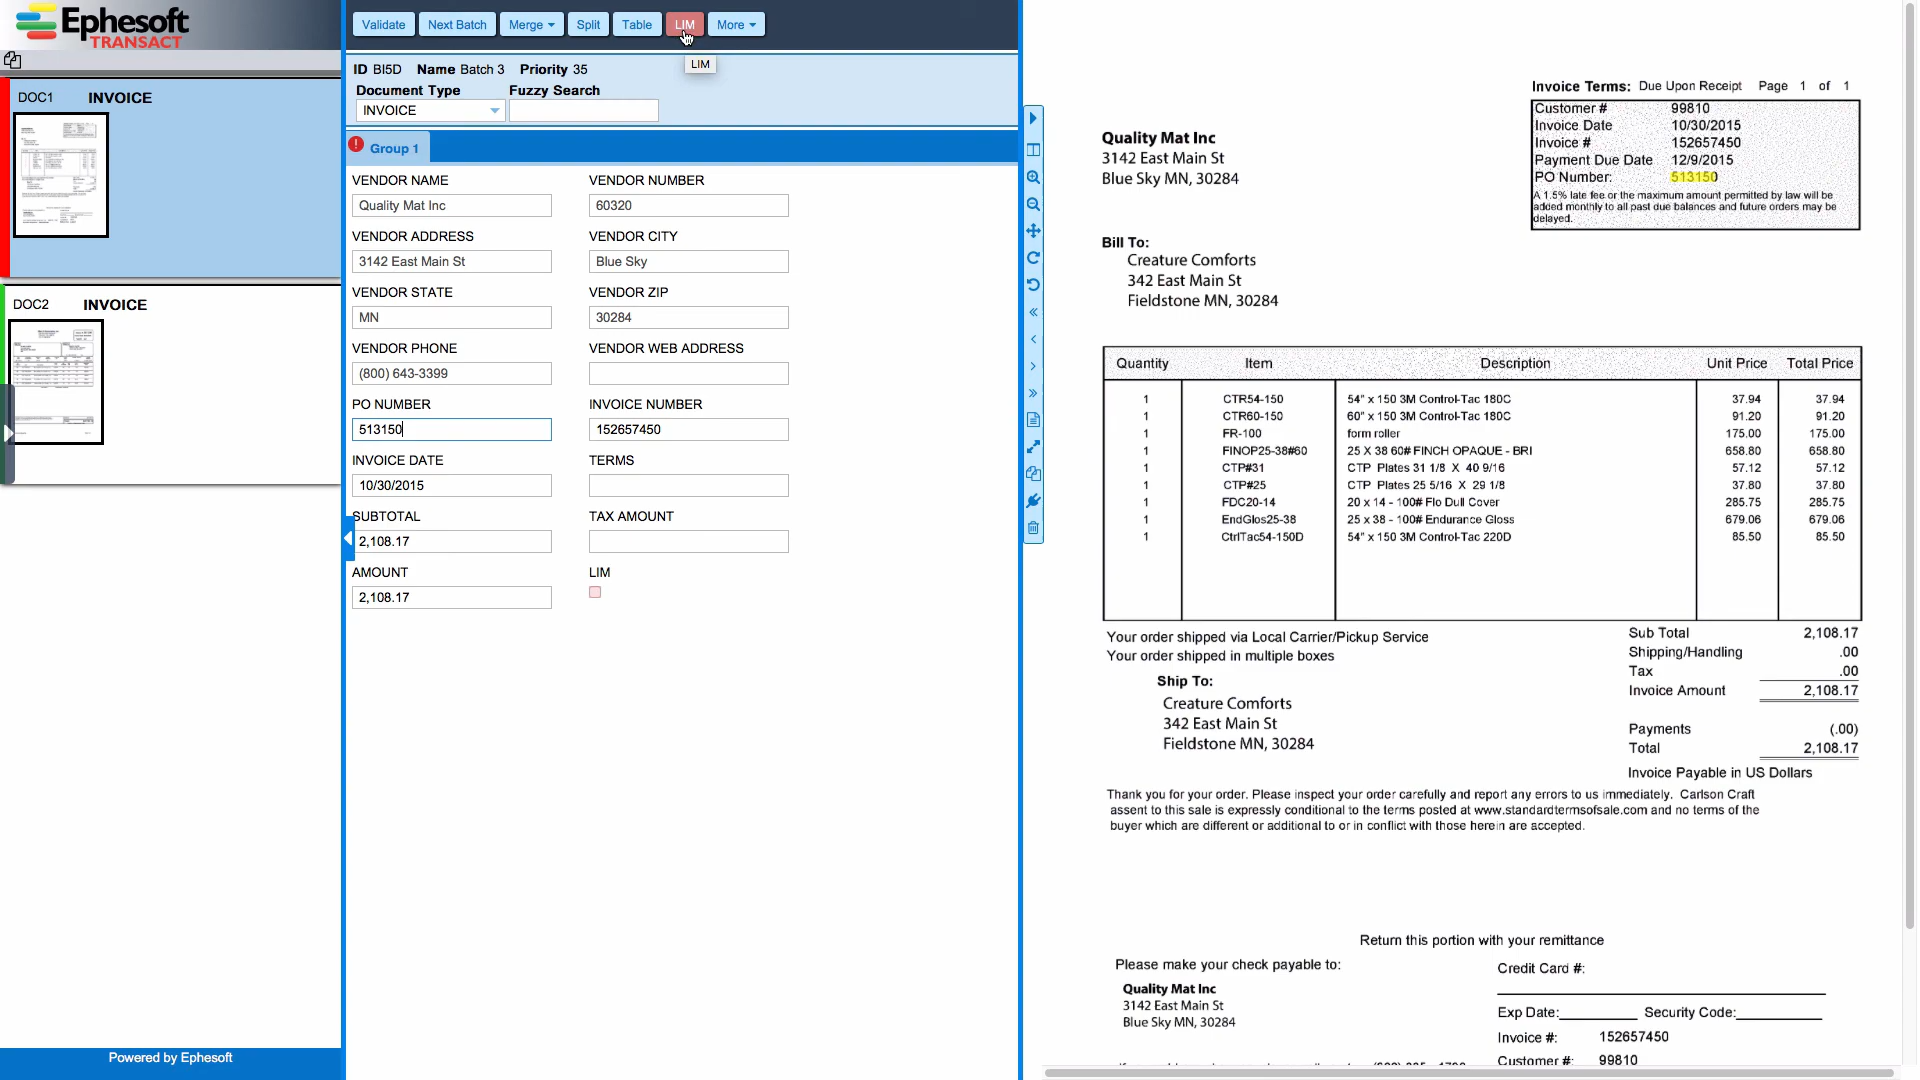 Ephesoft
TRANSACT
DOC1 INVOICE
DOC2 INVOICE
Powered by Ephesoft
Validate Next Batch Merge Split Table LIM More
LIM
ID BI5D Name Batch 3 Priority 35
Document Type Fuzzy Search
INVOICE
Group 1
VENDOR NAME VENDOR NUMBER
Quality Mat Inc 60320
VENDOR ADDRESS VENDOR CITY
3142 East Main St Blue Sky
VENDOR STATE VENDOR ZIP
MN 30284
VENDOR PHONE VENDOR WEB ADDRESS
(800) 643-3399
PO NUMBER INVOICE NUMBER
513150 152657450
INVOICE DATE TERMS
10/30/2015
SUBTOTAL TAX AMOUNT
2,108.17
AMOUNT LIM
2,108.17
Invoice Terms: Due Upon Receipt Page 1 of 1
Customer # 99810
Invoice Date 10/30/2015
Invoice # 152657450
Payment Due Date 12/9/2015
PO Number: 513150
A 1.5% late fee or the maximum amount permitted by law will be
added monthly to all past due balances and future orders may be
delayed.
Quality Mat Inc
3142 East Main St
Blue Sky MN, 30284
Bill To:
Creature Comforts
342 East Main St
Fieldstone MN, 30284
Quantity Item Description Unit Price Total Price
1 CTR54-150 54" x 150 3M Control-Tac 180C 37.94 37.94
1 CTR60-150 60" x 150 3M Control-Tac 180C 91.20 91.20
1 FR-100 form roller 175.00 175.00
1 FINOP25-38#60 25 X 38 60# FINCH OPAQUE - BRI 658.80 658.80
1 CTP#31 CTP Plates 31 1/8 X 40 9/16 57.12 57.12
1 CTP#25 CTP Plates 25 5/16 X 29 1/8 37.80 37.80
1 FDC20-14 20 x 14 - 100# Flo Dull Cover 285.75 285.75
1 EndGlos25-38 25 x 38 - 100# Endurance Gloss 679.06 679.06
1 CtrlTac54-150D 54" x 150 3M Control-Tac 220D 85.50 85.50
Your order shipped via Local Carrier/Pickup Service
Your order shipped in multiple boxes
Sub Total 2,108.17
Shipping/Handling .00
Tax .00
Invoice Amount 2,108.17
Payments (.00)
Total 2,108.17
Invoice Payable in US Dollars
Ship To:
Creature Comforts
342 East Main St
Fieldstone MN, 30284
Thank you for your order. Please inspect your order carefully and report any errors to us immediately. Carlson Craft
assent to this sale is expressly conditional to the terms posted at www.standardtermsofsale.com and no terms of the
buyer which are different or additional to or in conflict with those herein are accepted.
Return this portion with your remittance
Please make your check payable to:
Quality Mat Inc
3142 East Main St
Blue Sky MN, 30284
Credit Card #:
Exp Date: Security Code:
Invoice #: 152657450
Customer #: 99810